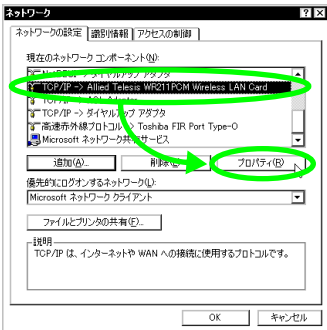 ネットワーク
ネットワークの設定 識別情報 アクセスの制御
現在のネットワーク コンポーネント(N):
TCP/IP -> Allied Telesis WR211PCM Wireless LAN Card
TCP/IP -> ダイヤルアップ アダプタ
高速赤外線プロトコル -> Toshiba FIR Port Type-O
Microsoft ネットワーク共有サービス
追加(A)... 削除(E) プロパティ(R)
優先的にログオンするネットワーク(L):
Microsoft ネットワーク クライアント
ファイルとプリンタの共有(F)...
説明
TCP/IP は、インターネットや WAN への接続に使用するプロトコルです。
OK キャンセル